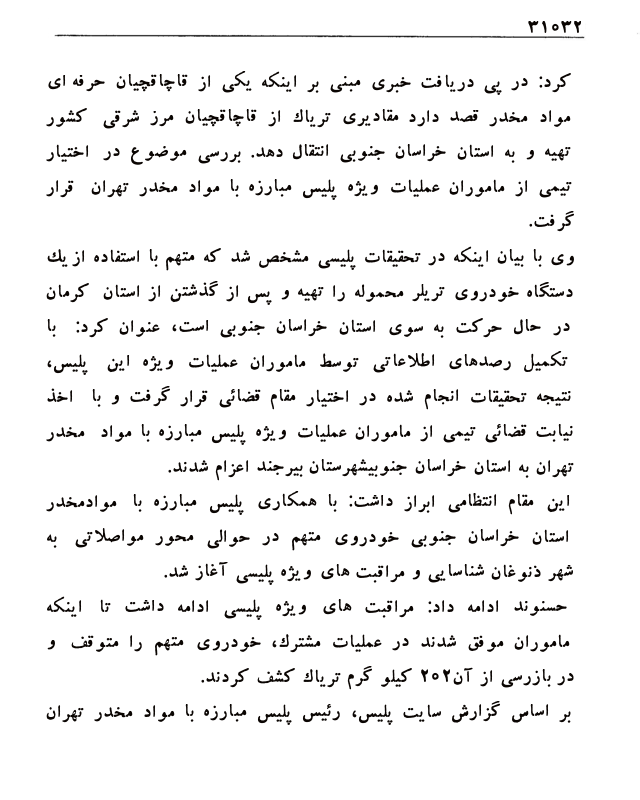 ۳۱۰۳۲
کرد: در پی دریافت خبری مبنی بر اینکه یکی از قاچاقچیان حرفه ای
مواد مخدر قصد دارد مقادیری تریاک از قاچاقچیان مرز شرقی کشور
تهیه و به استان خراسان جنوبی انتقال دهد. بررسی موضوع در اختیار
تیمی از ماموران عملیات ویژه پلیس مبارزه با مواد مخدر تهران قرار
گرفت.
وی با بیان اینکه در تحقیقات پلیسی مشخص شد که متهم با استفاده از یک
دستگاه خودروی تریلر محموله را تهیه و پس از گذشتن از استان کرمان
در حال حرکت به سوی استان خراسان جنوبی است، عنوان کرد: با
تکمیل رصدهای اطلاعاتی توسط ماموران عملیات ویژه این پلیس،
نتیجه تحقیقات انجام شده در اختیار مقام قضائی قرار گرفت و با اخذ
نیابت قضائی تیمی از ماموران عملیات ویژه پلیس مبارزه با مواد مخدر
تهران به استان خراسان جنوبیشهرستان بیرجند اعزام شدند.
این مقام انتظامی ابراز داشت: با همکاری پلیس مبارزه با موادمخدر
استان خراسان جنوبی خودروی متهم در حوالی محور مواصلاتی به
شهر ذنوغان شناسایی و مراقبت های ویژه پلیسی آغاز شد.
حسنوند ادامه داد: مراقبت های ویژه پلیسی ادامه داشت تا اینکه
ماموران موفق شدند در عملیات مشترک، خودروی متهم را متوقف و
در بازرسی از آن۲۰۲ کیلو گرم تریاک کشف کردند.
بر اساس گزارش سایت پلیس، رئیس پلیس مبارزه با مواد مخدر تهران